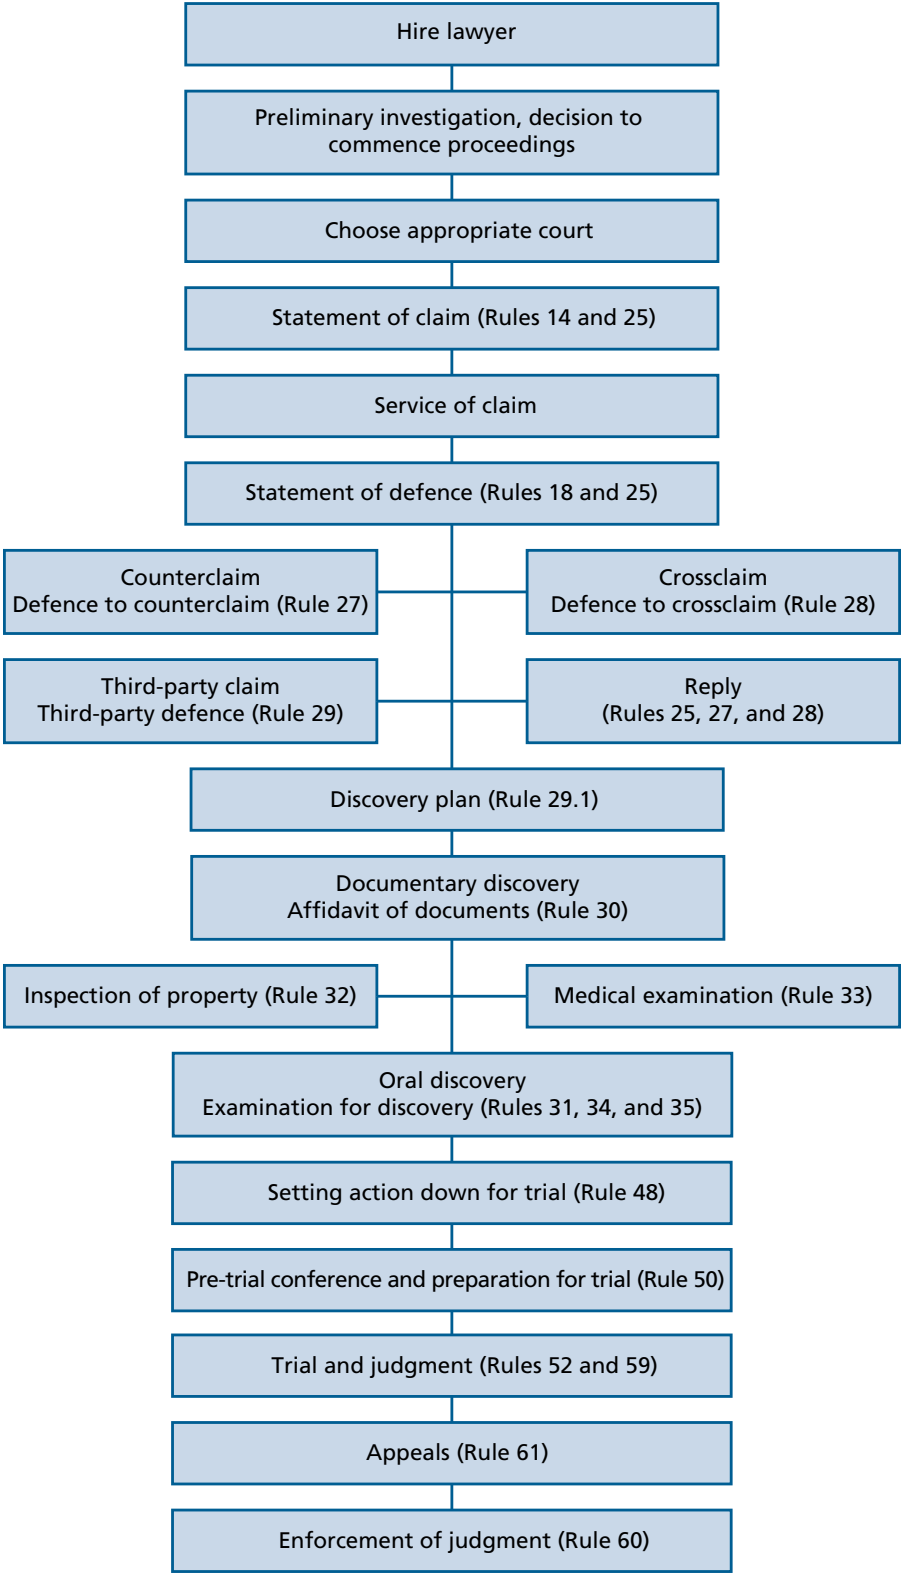 Hire lawyer
Preliminary investigation, decision to
commence proceedings
Choose appropriate court
Statement of claim (Rules 14 and 25)
Service of claim
Statement of defence (Rules 18 and 25)
Counterclaim
Defence to counterclaim (Rule 27)
Crossclaim
Defence to crossclaim (Rule 28)
Third-party claim
Third-party defence (Rule 29)
Reply
(Rules 25, 27, and 28)
Discovery plan (Rule 29.1)
Documentary discovery
Affidavit of documents (Rule 30)
Inspection of property (Rule 32)
Medical examination (Rule 33)
Oral discovery
Examination for discovery (Rules 31, 34, and 35)
Setting action down for trial (Rule 48)
Pre-trial conference and preparation for trial (Rule 50)
Trial and judgment (Rules 52 and 59)
Appeals (Rule 61)
Enforcement of judgment (Rule 60)